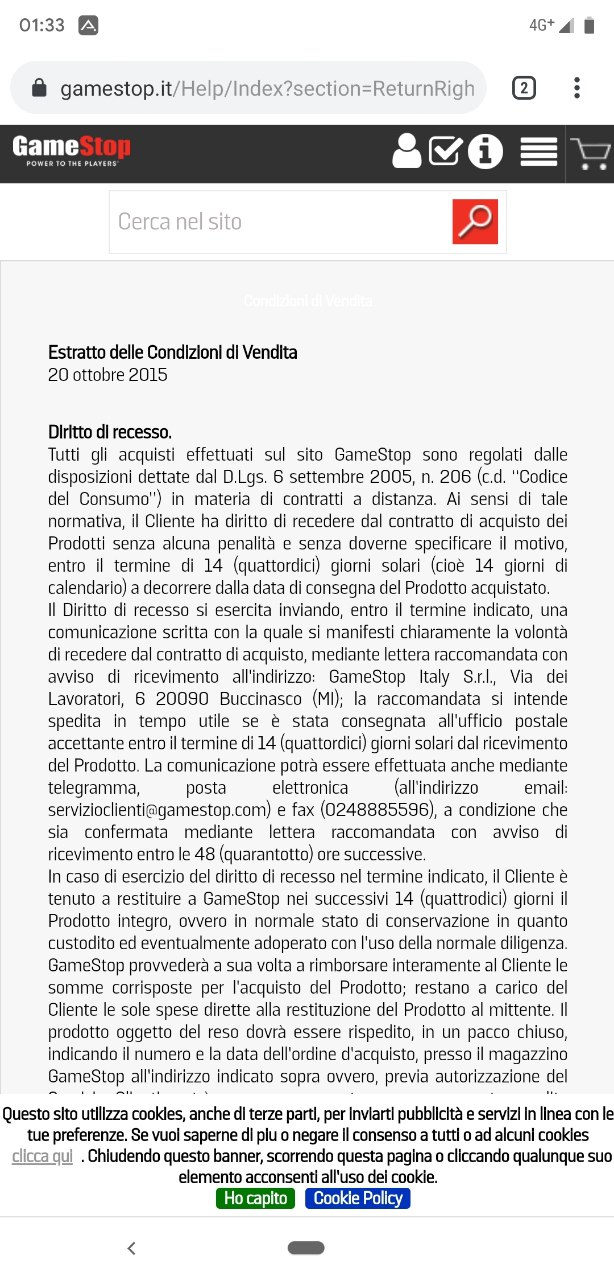 01:33
4G+
gamestop.it/Help/Index?section=ReturnRigh
2
GameStop
POWER TO THE PLAYERS
Cerca nel sito
Condizioni di Vendita
Estratto delle Condizioni di Vendita
20 ottobre 2015
Diritto di recesso.
Tutti gli acquisti effettuati sul sito GameStop sono regolati dalle
disposizioni dettate dal D.Lgs. 6 settembre 2005, n. 206 (c.d. "Codice
del Consumo") in materia di contratti a distanza. Ai sensi di tale
normativa, il Cliente ha diritto di recedere dal contratto di acquisto dei
Prodotti senza alcuna penalità e senza doverne specificare il motivo,
entro il termine di 14 (quattordici) giorni solari (cioè 14 giorni di
calendario) a decorrere dalla data di consegna del Prodotto acquistato.
Il Diritto di recesso si esercita inviando, entro il termine indicato, una
comunicazione scritta con la quale si manifesti chiaramente la volontà
di recedere dal contratto di acquisto, mediante lettera raccomandata con
avviso di ricevimento all'indirizzo: GameStop Italy S.r.l., Via dei
Lavoratori, 6 20090 Buccinasco (MI); la raccomandata si intende
spedita in tempo utile se è stata consegnata all'ufficio postale
accettante entro il termine di 14 (quattordici) giorni solari dal ricevimento
del Prodotto. La comunicazione potrà essere effettuata anche mediante
telegramma, posta elettronica (all'indirizzo email:
servizioclienti@gamestop.com) e fax (0248885596), a condizione che
sia confermata mediante lettera raccomandata con avviso di
ricevimento entro le 48 (quarantotto) ore successive.
In caso di esercizio del diritto di recesso nel termine indicato, il Cliente è
tenuto a restituire a GameStop nei successivi 14 (quattrodici) giorni il
Prodotto integro, ovvero in normale stato di conservazione in quanto
custodito ed eventualmente adoperato con l'uso della normale diligenza.
GameStop provvederà a sua volta a rimborsare interamente al Cliente le
somme corrisposte per l'acquisto del Prodotto; restano a carico del
Cliente le sole spese dirette alla restituzione del Prodotto al mittente. Il
prodotto oggetto del reso dovrà essere rispedito, in un pacco chiuso,
indicando il numero e la data dell'ordine d'acquisto, presso il magazzino
GameStop all'indirizzo indicato sopra ovvero, previa autorizzazione del
Questo sito utilizza cookies, anche di terze parti, per inviarti pubblicità e servizi in linea con le
tue preferenze. Se vuoi saperne di piu o negare il consenso a tutti o ad alcuni cookies
clicca qui . Chiudendo questo banner, scorrendo questa pagina o cliccando qualunque suo
elemento acconsenti all'uso dei cookie.
Ho capito Cookie Policy